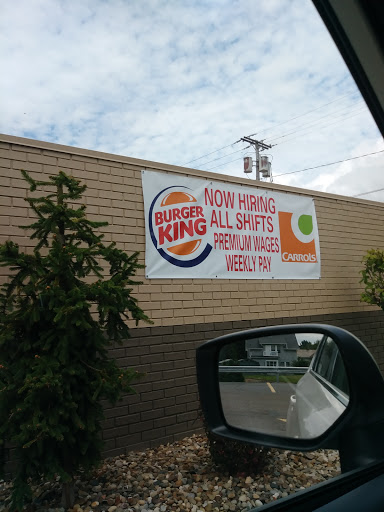 BURGER
KING
NOW HIRING
ALL SHIFTS
PREMIUM WAGES
WEEKLY PAY
CARROLS